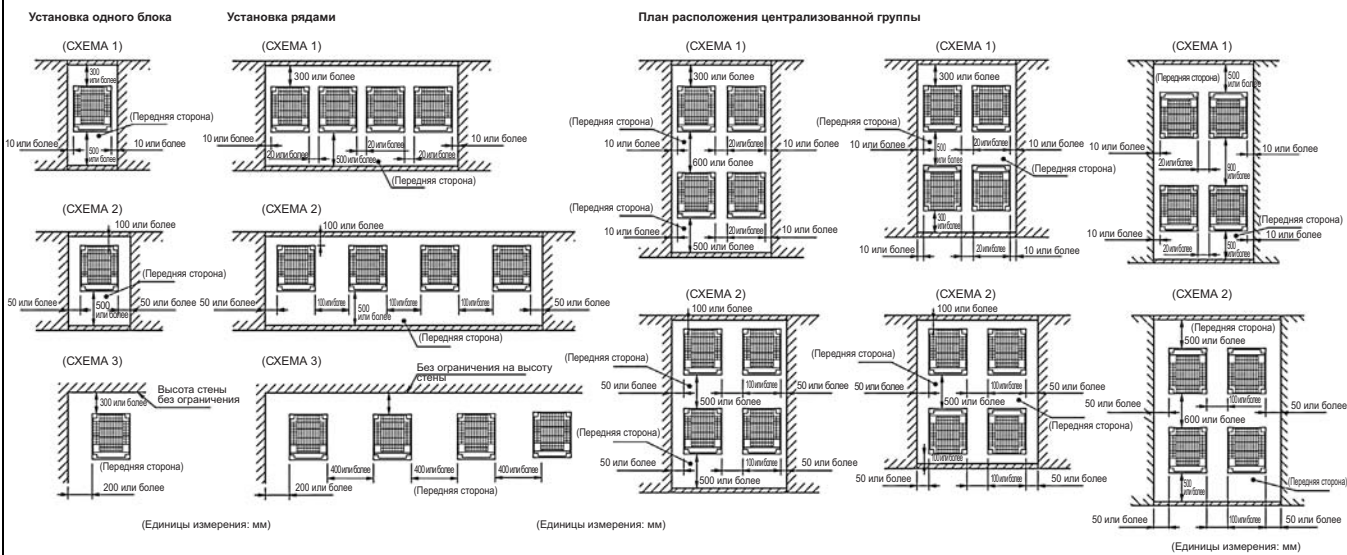 Установка одного блока
Установка рядами
План расположения централизованной группы
(СХЕМА 1)
300
или более
(Передняя сторона)
10 или более
500
или более
10 или более
(СХЕМА 2)
100 или более
(Передняя сторона)
50 или более
500
или более
50 или более
(СХЕМА 3)
Высота стены
без ограничения
300 или более
(Передняя сторона)
200 или более
(Единицы измерения: мм)
(СХЕМА 1)
300 или более
10 или более
10 или более
20 или более
500 или более
20 или более
20 или более
(Передняя сторона)
(СХЕМА 2)
100 или более
50 или более
100 или более
500
или более
100 или более
100 или более
50 или более
(Передняя сторона)
(СХЕМА 3)
Без ограничения на высоту
стены
400 или более
400 или более
400 или более
(Передняя сторона)
200 или более
(Единицы измерения: мм)
(СХЕМА 1)
300 или более
(Передняя сторона)
10 или более
20 или более
10 или более
600 или более
(Передняя сторона)
10 или более
20 или более
10 или более
500 или более
(СХЕМА 1)
300 или более
(Передняя сторона)
10 или более
500
или более
20 или более
10 или более
(Передняя сторона)
300
или более
10 или более
20 или более
10 или более
(СХЕМА 1)
(Передняя сторона)
500
или более
10 или более
20 или более
10 или более
900
или более
(Передняя сторона)
10 или более
20 или более
500
или более
10 или более
(СХЕМА 2)
100 или более
(Передняя сторона)
50 или более
100 или более
50 или более
500 или более
(Передняя сторона)
50 или более
100 или более
50 или более
500 или более
(СХЕМА 2)
100 или более
(Передняя сторона)
50 или более
100 или более
50 или более
500 или более
(Передняя сторона)
100 или более
50 или более
100 или более
50 или более
(СХЕМА 2)
(Передняя сторона)
500 или более
50 или более
100 или более
50 или более
600 или более
500
или более
(Передняя сторона)
50 или более
100 или более
50 или более
(Единицы измерения: мм)